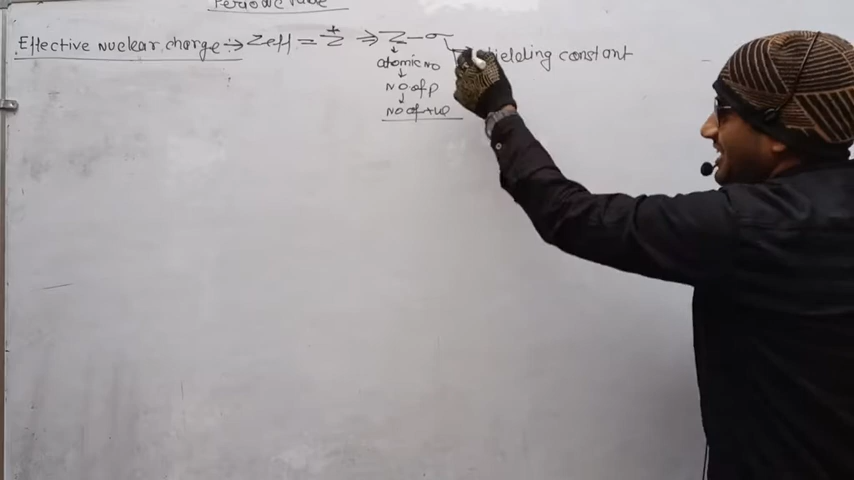 Periodic Table
Effective nuclear charge :→ Zeff = Z* ⇒ Z - σ
shielding constant
atomic no
↓
No of p
↓
No of +ve